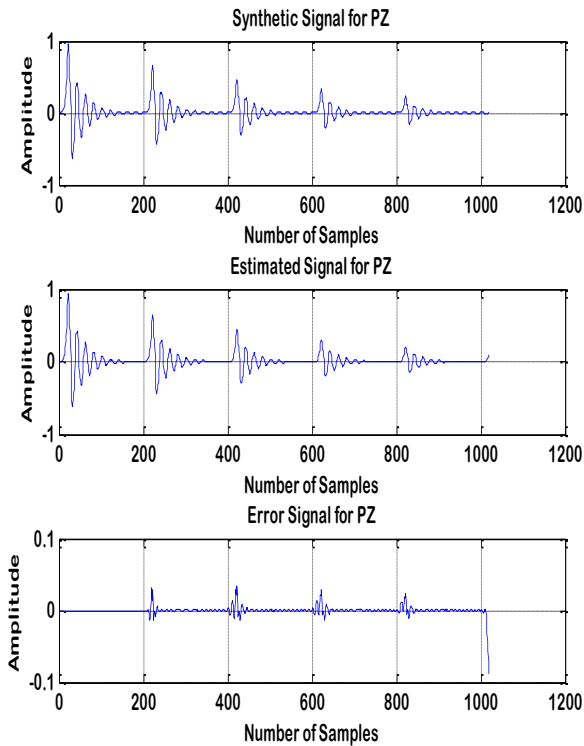 Synthetic Signal for PZ
1
0
-1
Amplitude
0 200 400 600 800 1000 1200
Number of Samples
Estimated Signal for PZ
1
0
-1
Amplitude
0 200 400 600 800 1000 1200
Number of Samples
Error Signal for PZ
0.1
0
-0.1
Amplitude
0 200 400 600 800 1000 1200
Number of Samples